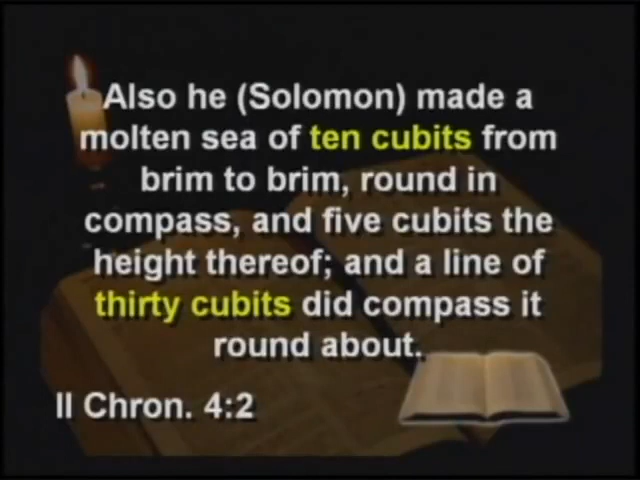 Also he (Solomon) made a
molten sea of ten cubits from
brim to brim, round in
compass, and five cubits the
height thereof; and a line of
thirty cubits did compass it
round about.
II Chron. 4:2